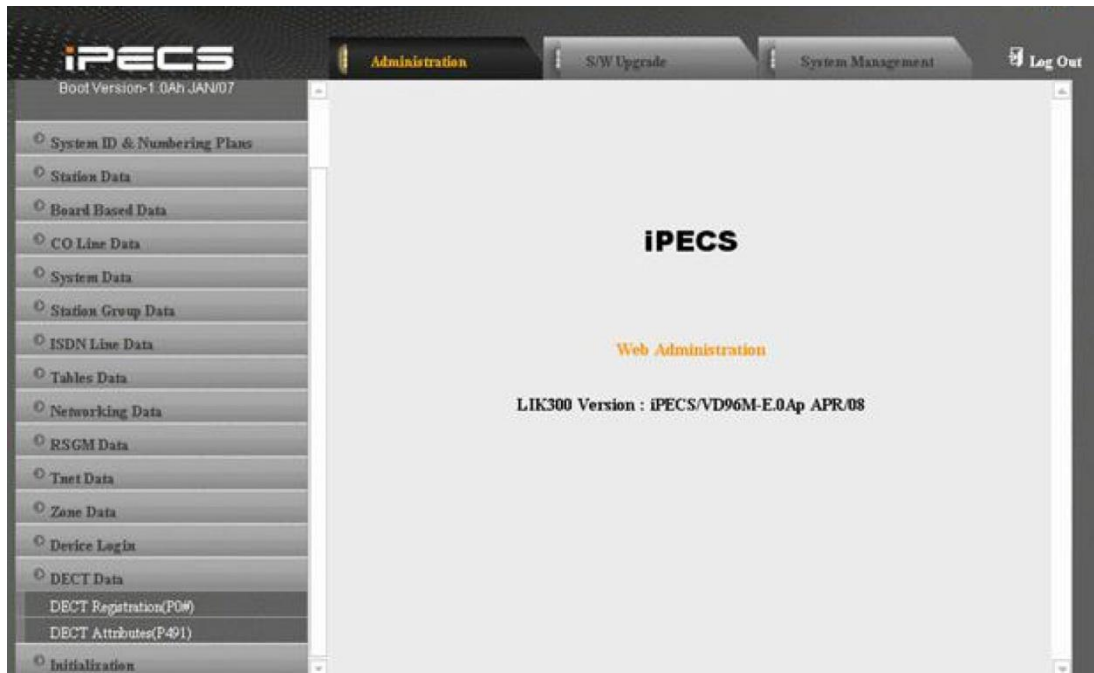 iPECS
Administration
S/W Upgrade
System Management
Log Out
Boot Version-1.0Ah JAN/07
System ID & Numbering Plans
Station Data
Board Based Data
CO Line Data
System Data
Station Group Data
ISDN Line Data
Tables Data
Networking Data
RSGM Data
Tnet Data
Zone Data
Device Login
DECT Data
DECT Registration(P0#)
DECT Attributes(P491)
Initialization
iPECS
Web Administration
LIK300 Version : iPECS/VD96M-E.0Ap APR/08